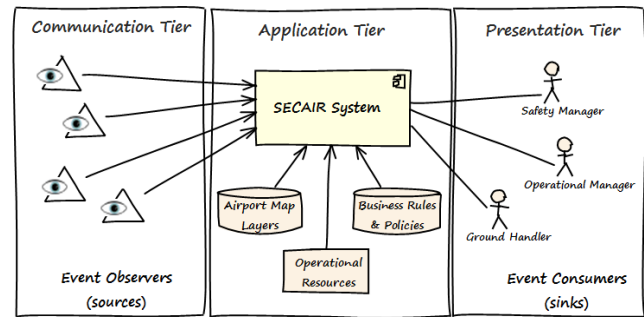 Communication Tier
Application Tier
Presentation Tier
SECAIR System
Safety Manager
Operational Manager
Ground Handler
Airport Map
Layers
Business Rules
& Policies
Operational
Resources
Event Observers
(sources)
Event Consumers
(sinks)